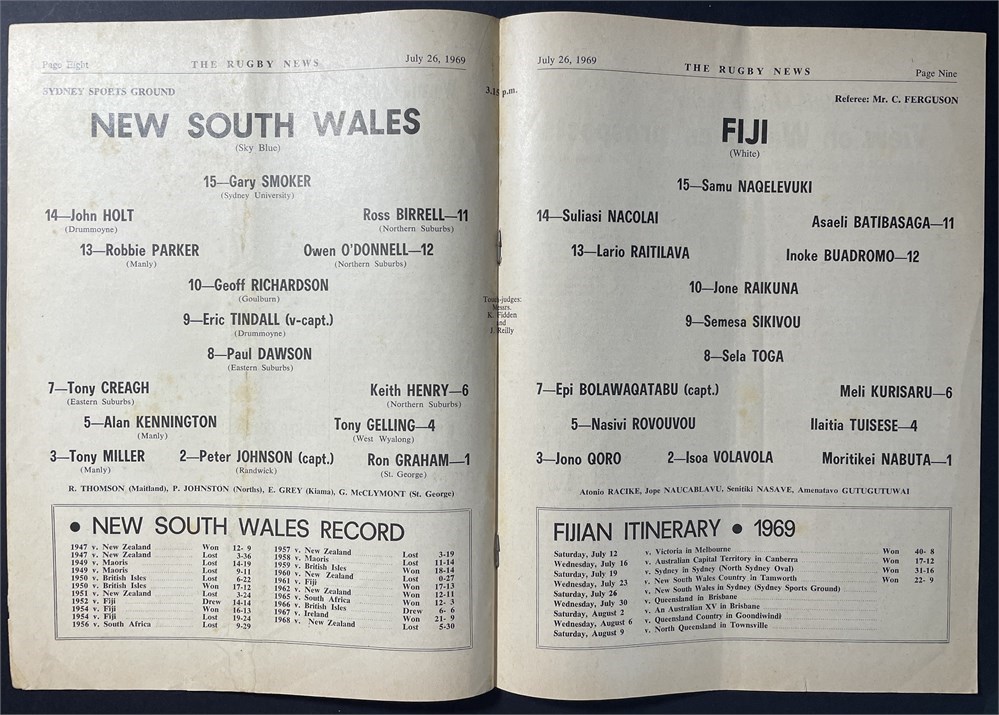 Page Eight THE RUGBY NEWS July 26, 1969
SYDNEY SPORTS GROUND
NEW SOUTH WALES
(Sky Blue)
15—Gary SMOKER
(Sydney University)
14—John HOLT Ross BIRRELL—11
(Drummoyne) (Northern Suburbs)
13—Robbie PARKER Owen O'DONNELL—12
(Manly) (Northern Suburbs)
10—Geoff RICHARDSON
(Goulburn)
9—Eric TINDALL (v-capt.)
(Drummoyne)
8—Paul DAWSON
(Eastern Suburbs)
7—Tony CREAGH Keith HENRY—6
(Eastern Suburbs) (Northern Suburbs)
5—Alan KENNINGTON Tony GELLING—4
(Manly) (West Wyalong)
3—Tony MILLER 2—Peter JOHNSON (capt.) Ron GRAHAM—1
(Manly) (Randwick) (St. George)
R. THOMSON (Maitland), P. JOHNSTON (Norths), E. GREY (Kiama), G. McCLYMONT (St. George)
● NEW SOUTH WALES RECORD
1947 v. New Zealand Won 12- 9
1947 v. New Zealand Lost 3-36
1949 v. Maoris Lost 14-19
1949 v. Maoris Lost 9-11
1950 v. British Isles Lost 6-22
1950 v. British Isles Won 17-12
1951 v. New Zealand Lost 3-24
1952 v. Fiji Drew 14-14
1954 v. Fiji Won 16-13
1954 v. Fiji Lost 19-24
1956 v. South Africa Lost 9-29
1957 v. New Zealand Lost 3-19
1958 v. Maoris Lost 11-14
1959 v. British Isles Won 18-14
1960 v. New Zealand Lost 0-27
1961 v. Fiji Won 17-13
1962 v. New Zealand Won 12-11
1965 v. South Africa Won 12- 3
1966 v. British Isles Drew 6- 6
1967 v. Ireland Won 21- 9
1968 v. New Zealand Lost 5-30
3.15 p.m.
Touch-judges:
Messrs.
K. Fidden
and
J. Reilly
July 26, 1969 THE RUGBY NEWS Page Nine
Referee: Mr. C. FERGUSON
FIJI
(White)
15—Samu NAQELEVUKI
14—Suliasi NACOLAI Asaeli BATIBASAGA—11
13—Lario RAITILAVA Inoke BUADROMO—12
10—Jone RAIKUNA
9—Semesa SIKIVOU
8—Sela TOGA
7—Epi BOLAWAQATABU (capt.) Meli KURISARU—6
5—Nasivi ROVOUVOU Ilaitia TUISESE—4
3—Jono QORO 2—Isoa VOLAVOLA Moritikei NABUTA—1
Atonio RACIKE, Jope NAUCABLAVU, Senitiki NASAVE, Amenatavo GUTUGUTUWAI
FIJIAN ITINERARY ● 1969
Saturday, July 12 v. Victoria in Melbourne Won 40- 8
Wednesday, July 16 v. Australian Capital Territory in Canberra Won 17-12
Saturday, July 19 v. Sydney in Sydney (North Sydney Oval) Won 31-16
Wednesday, July 23 v. New South Wales Country in Tamworth Won 22- 9
Saturday, July 26 v. New South Wales in Sydney (Sydney Sports Ground)
Wednesday, July 30 v. Queensland in Brisbane
Saturday, August 2 v. An Australian XV in Brisbane
Wednesday, August 6 v. Queensland Country in Goondiwindi
Saturday, August 9 v. North Queensland in Townsville